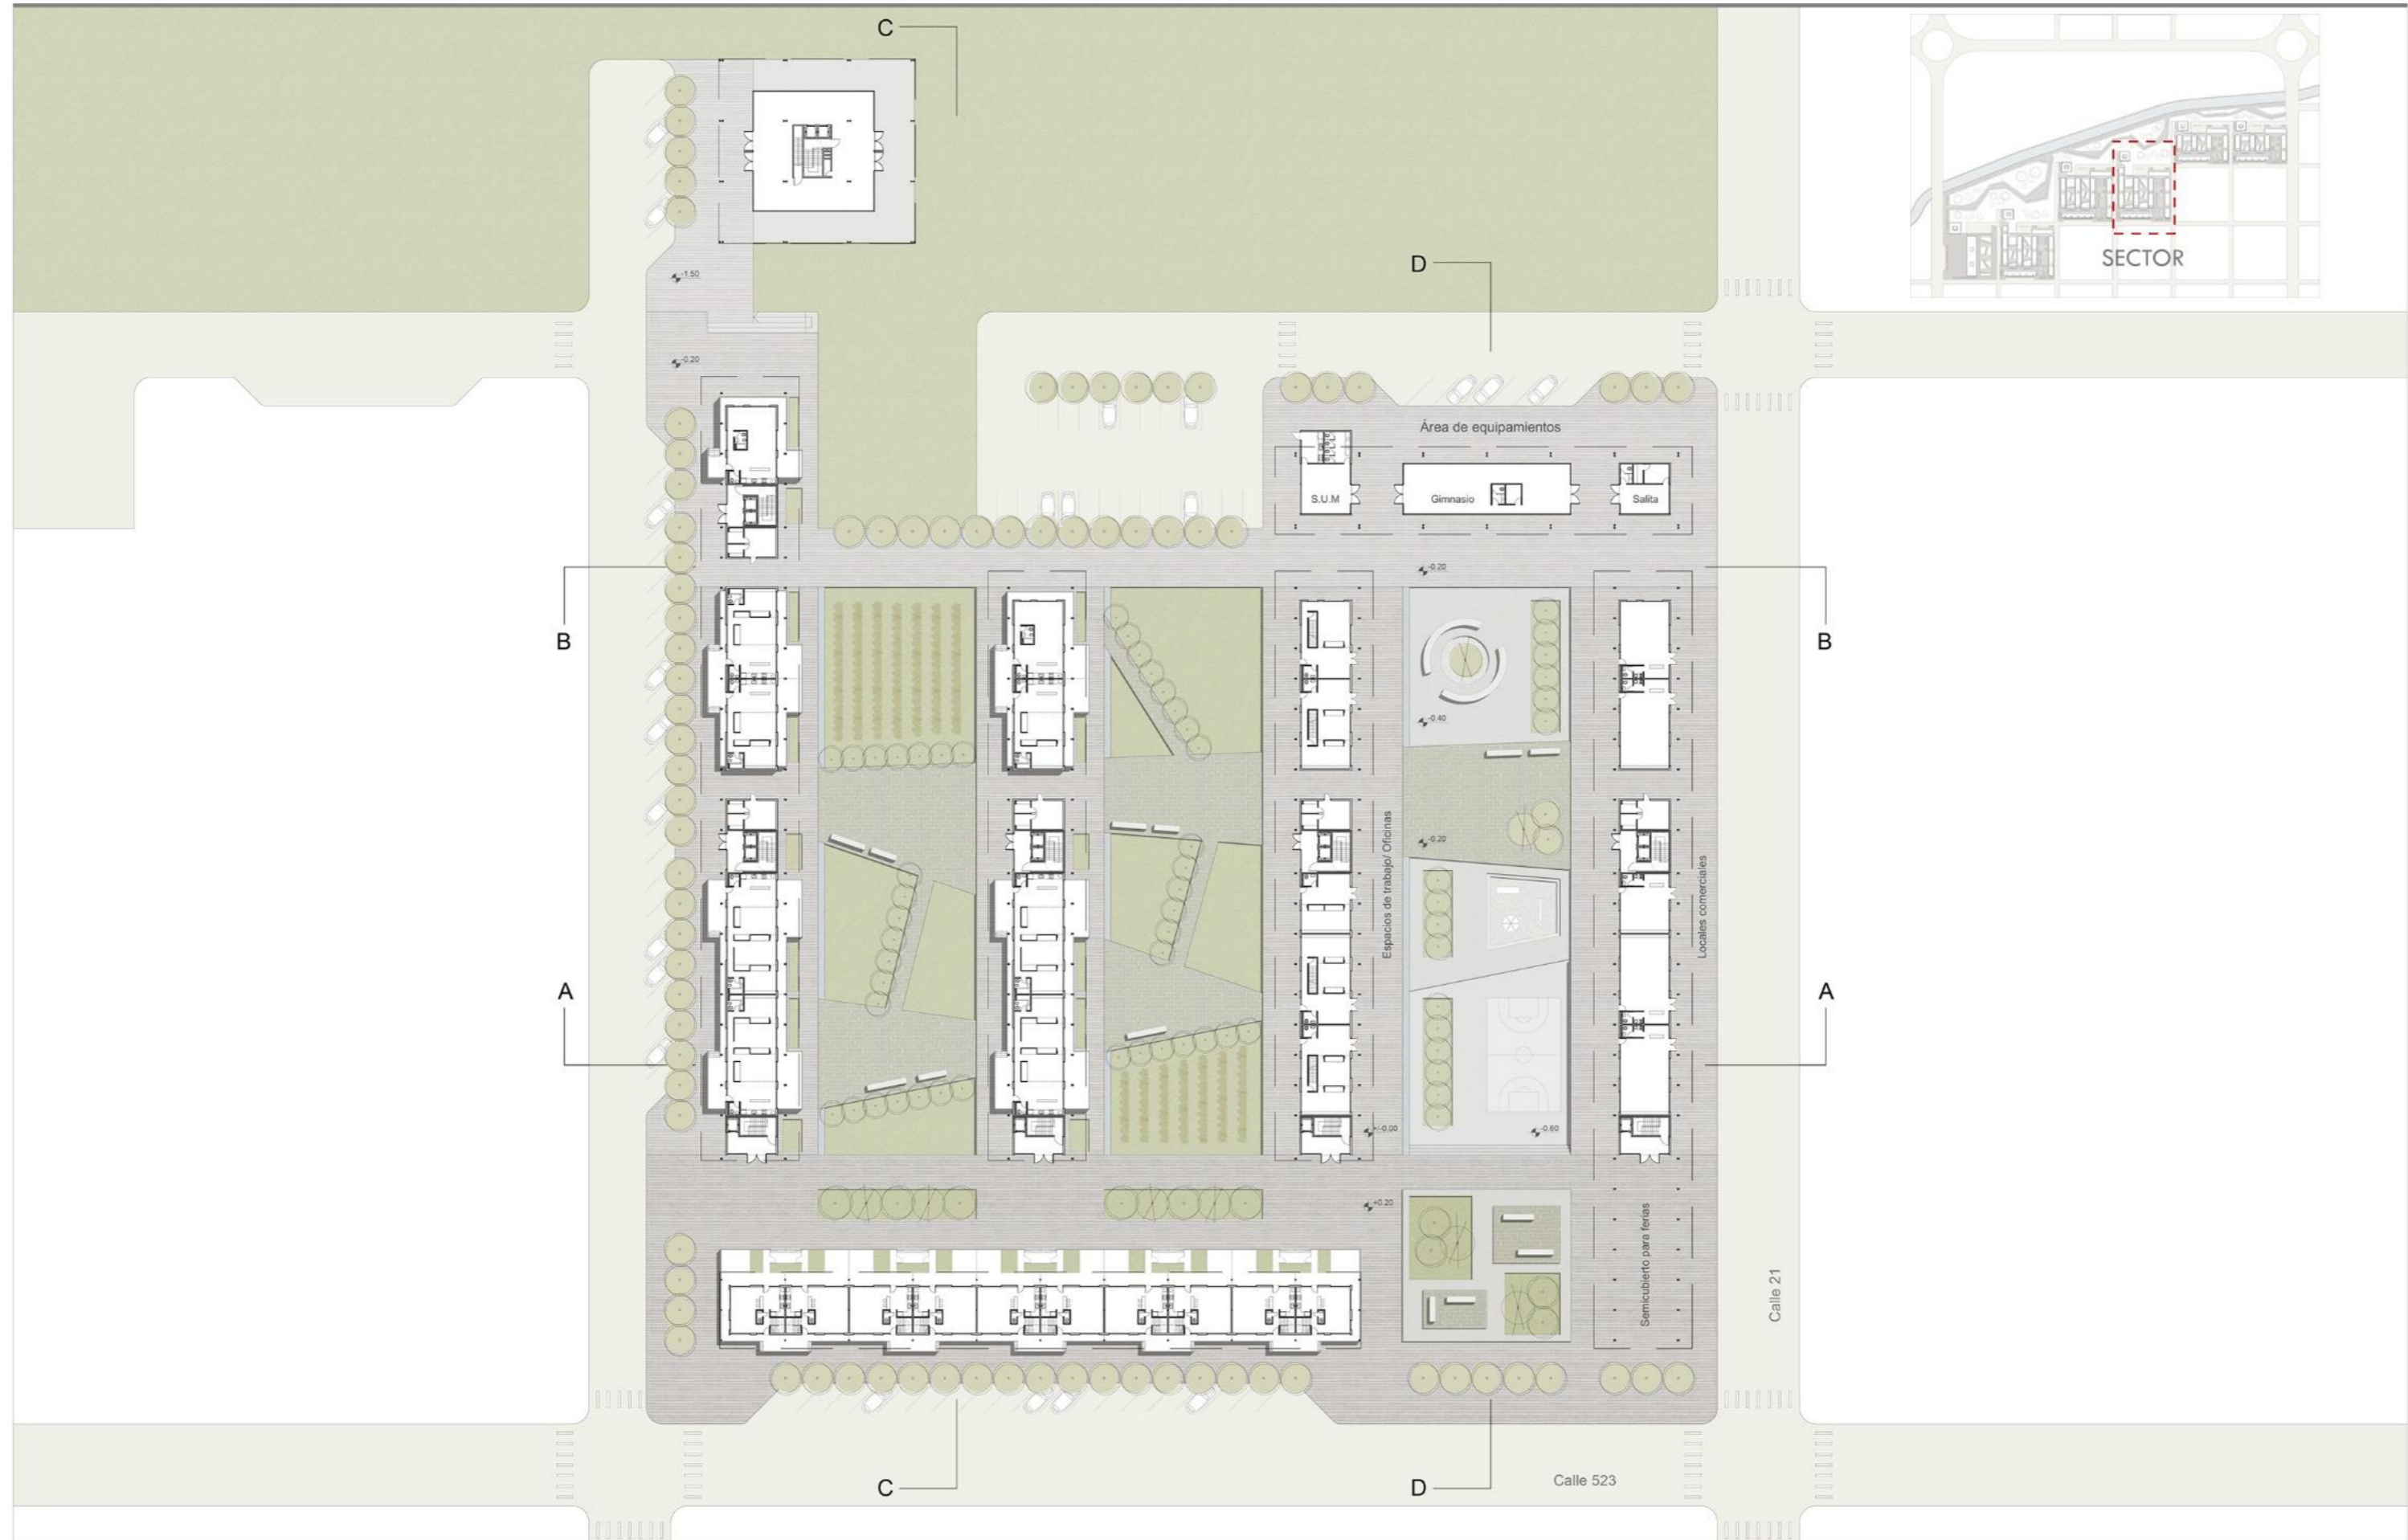 C
SECTOR
D
-1.50
-0.20
Área de equipamientos
S.U.M
Gimnasio
Salita
-0.20
B
B
-0.40
-0.20
Espacios de trabajo/ Oficinas
Locales comerciales
A
A
+/-0.00
-0.60
+0.20
Semicubierto para ferias
Calle 21
C
D
Calle 523